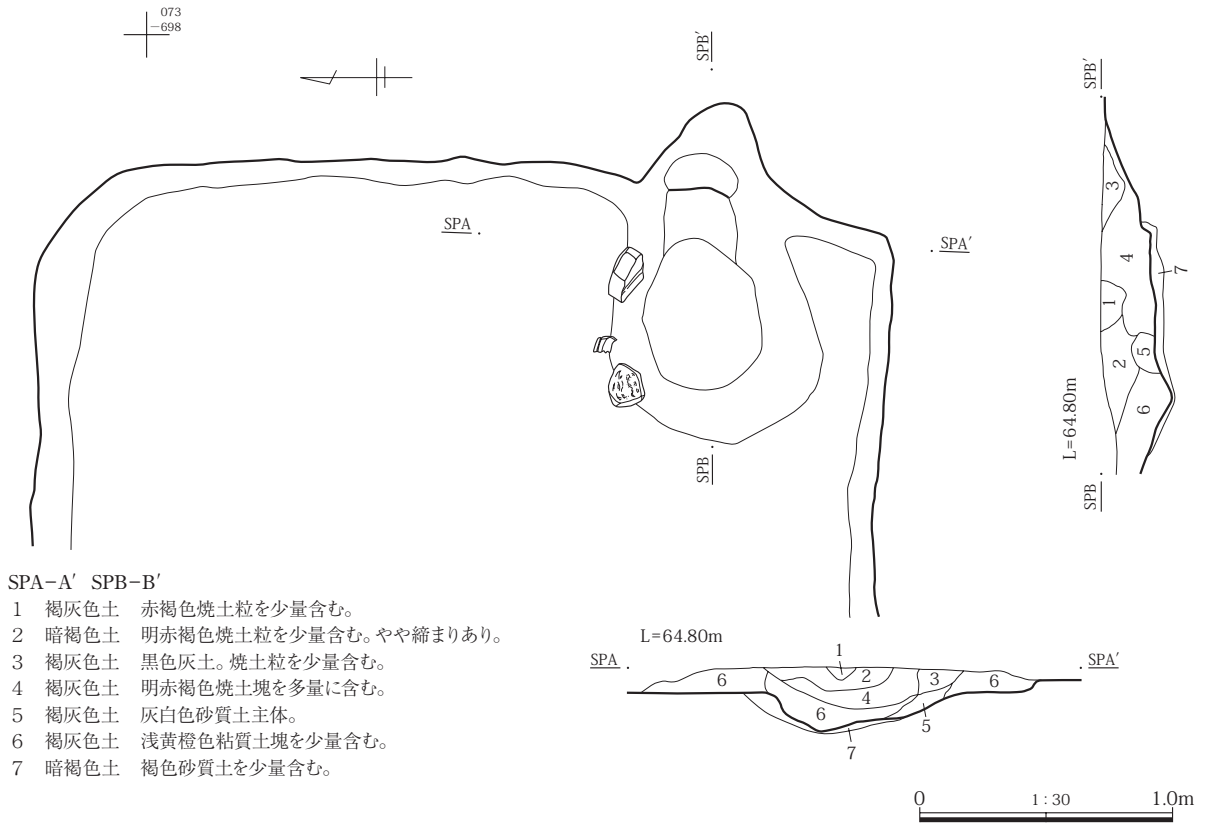 073
-698
SPB′
SPA
SPA′
SPB
SPB′
3
4
7
1
5
2
6
L=64.80m
SPB
SPA-A′ SPB-B′
1 褐灰色土 赤褐色焼土粒を少量含む。
2 暗褐色土 明赤褐色焼土粒を少量含む。やや締まりあり。
3 褐灰色土 黒色灰土。焼土粒を少量含む。
4 褐灰色土 明赤褐色焼土塊を多量に含む。
5 褐灰色土 灰白色砂質土主体。
6 褐灰色土 浅黄橙色粘質土塊を少量含む。
7 暗褐色土 褐色砂質土を少量含む。
L=64.80m
SPA
SPA′
1
6
2
3
6
4
6
5
7
0 1:30 1.0m